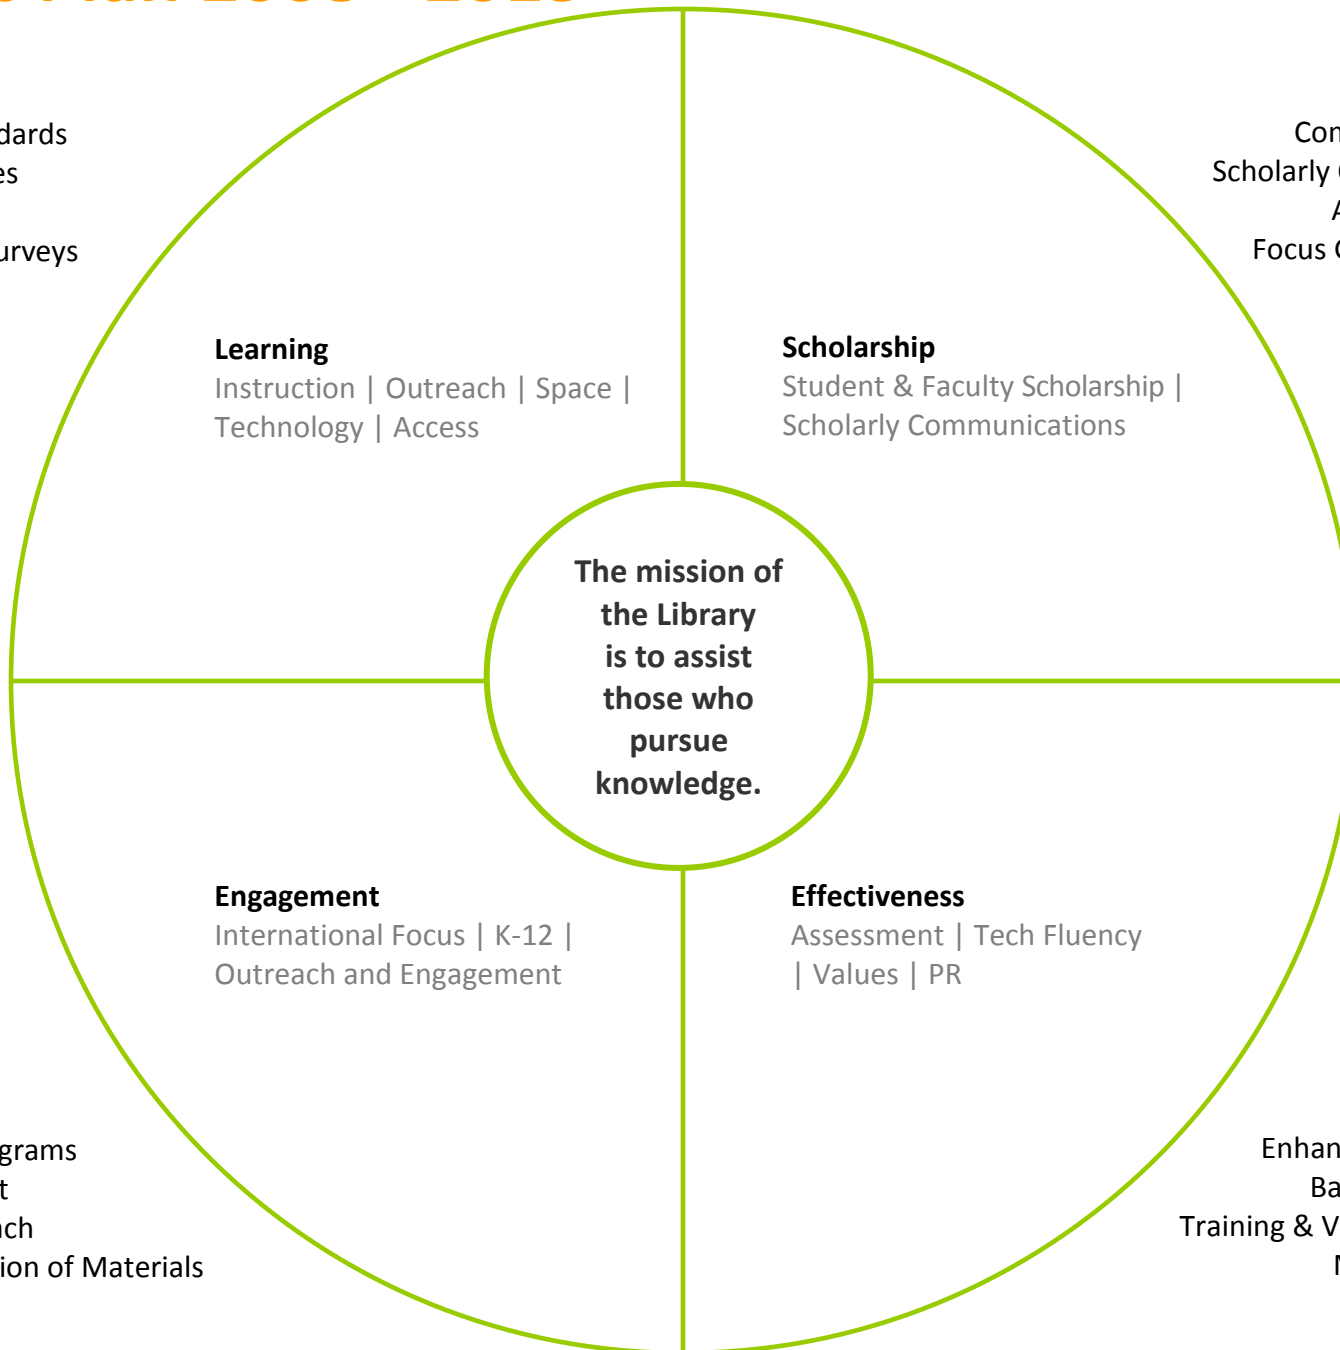 Plan
dards
es
urveys
Scholarly
Focus
Learning
Instruction | Outreach | Space |
Technology | Access
Scholarship
Student & Faculty Scholarship |
Scholarly Communications
The mission of
the Library
is to assist
those who
pursue
knowledge.
Engagement
International Focus | K-12 |
Outreach and Engagement
Effectiveness
Assessment | Tech Fluency
| Values | PR
grams
t
ch
ion of Materials
Enhan
Ba
Training & V